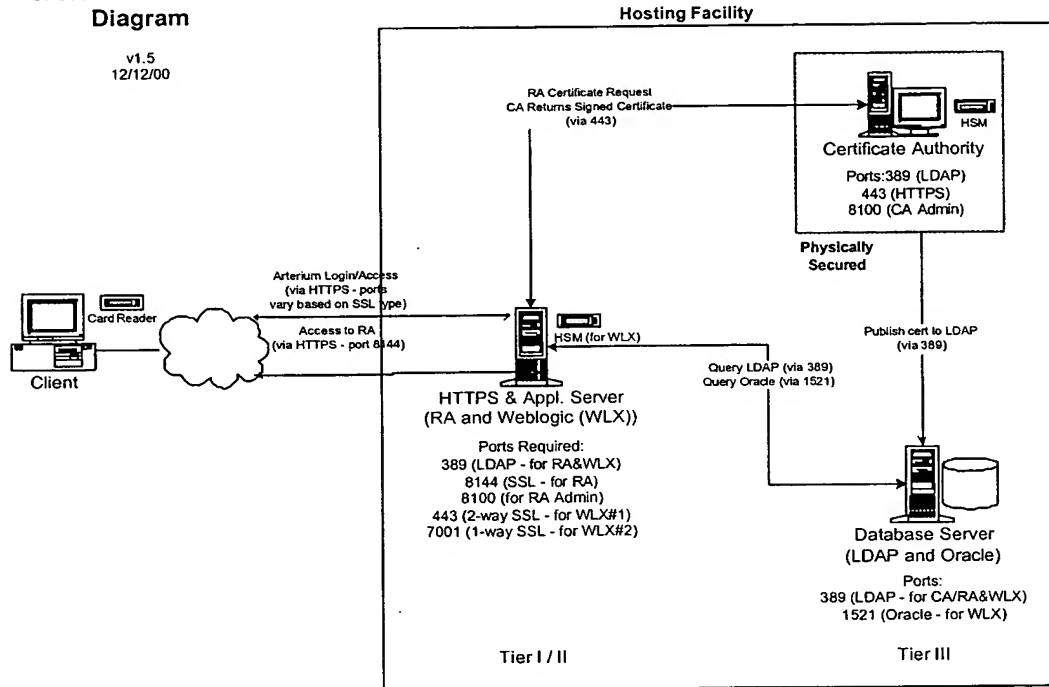 Diagram
v1.5
12/12/00
Hosting Facility
RA Certificate Request
CA Returns Signed Certificate
(via 443)
HSM
Certificate Authority
Ports:389 (LDAP)
443 (HTTPS)
8100 (CA Admin)
Physically
Secured
Arterium Login/Access
(via HTTPS - ports
vary based on SSL type)
Card Reader
Access to RA
(via HTTPS - port 8144)
Client
HSM (for WLX)
Publish cert to LDAP
(via 389)
Query LDAP (via 389)
Query Oracle (via 1521)
HTTPS & Appl. Server
(RA and Weblogic (WLX))
Ports Required:
389 (LDAP - for RA&WLX)
8144 (SSL - for RA)
8100 (for RA Admin)
443 (2-way SSL - for WLX#1)
7001 (1-way SSL - for WLX#2)
Database Server
(LDAP and Oracle)
Ports:
389 (LDAP - for CA/RA&WLX)
1521 (Oracle - for WLX)
Tier I / II
Tier III